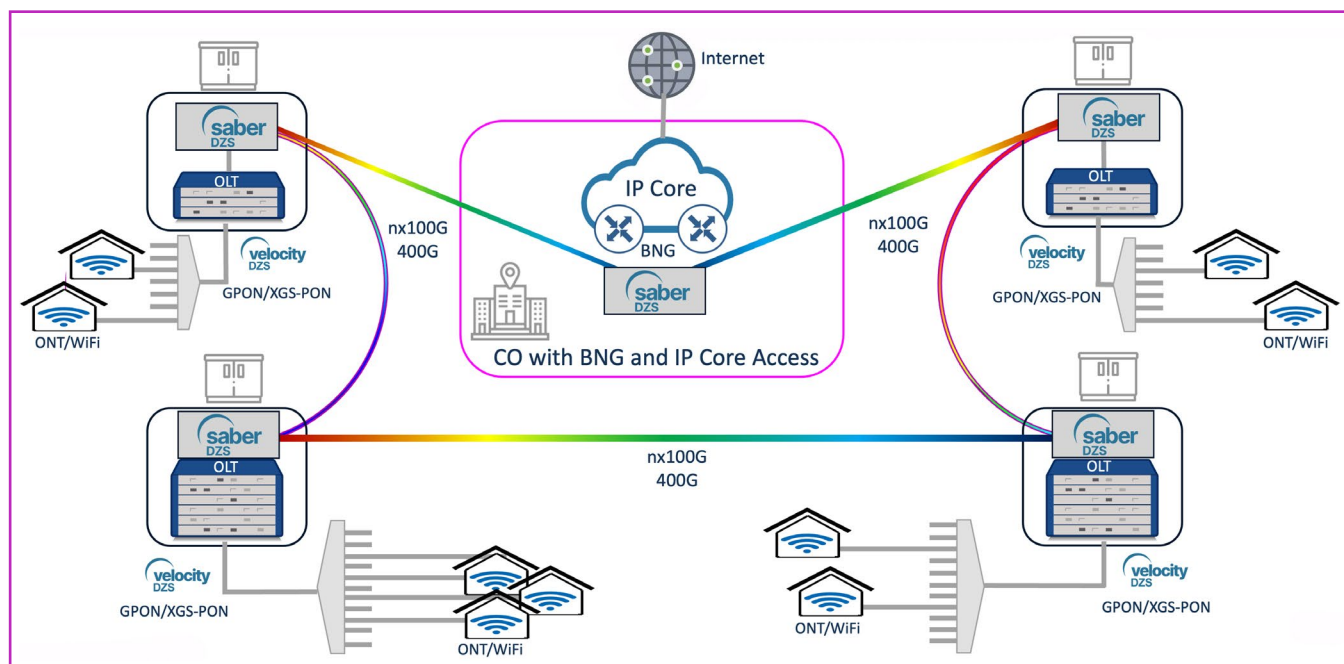 Internet
saber
DZS
OLT
velocity
DZS
GPON/XGS-PON
ONT/WiFi
nx100G
400G
IP Core
BNG
saber
DZS
CO with BNG and IP Core Access
nx100G
400G
saber
DZS
OLT
velocity
DZS
GPON/XGS-PON
ONT/WiFi
saber
DZS
OLT
velocity
DZS
GPON/XGS-PON
ONT/WiFi
nx100G
400G
saber
DZS
OLT
velocity
DZS
GPON/XGS-PON
ONT/WiFi